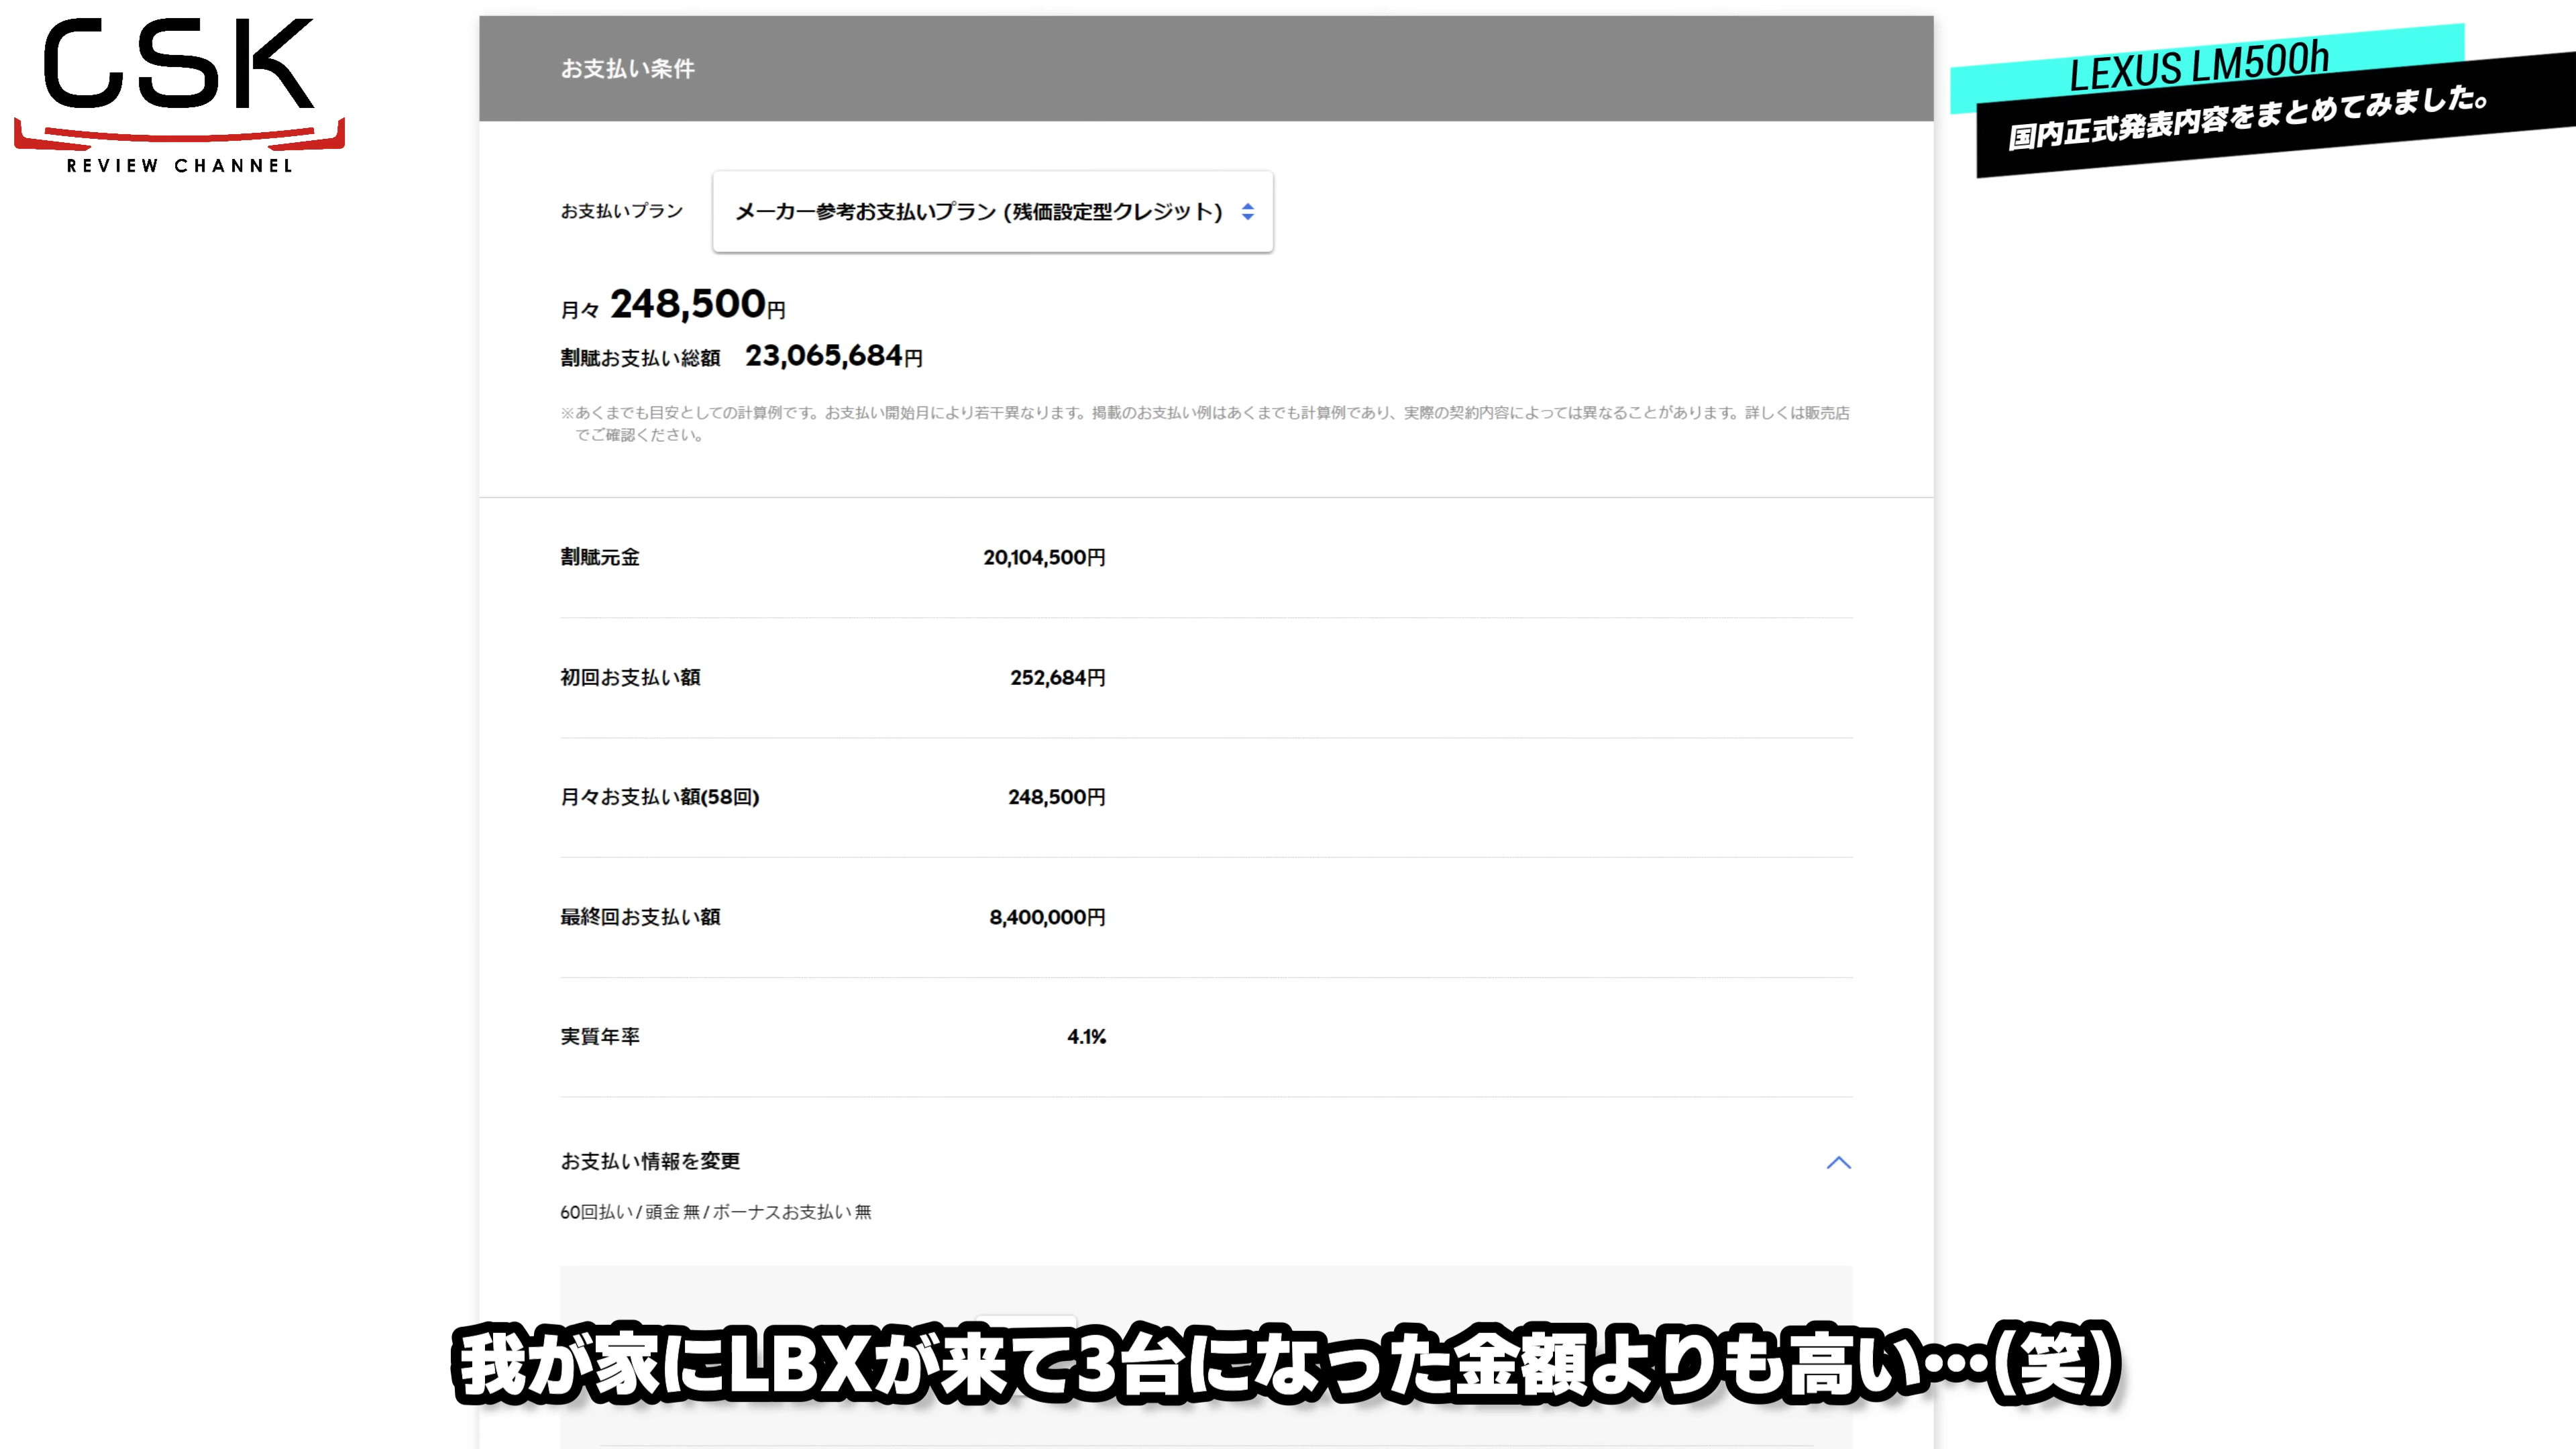 CSK
REVIEW CHANNEL
LEXUS LM500h
国内正式発表内容をまとめてみました。
お支払い条件
お支払いプラン
メーカー参考お支払いプラン (残価設定型クレジット)
月々 248,500円
割賦お支払い総額 23,065,684円
※あくまでも目安としての計算例です。お支払い開始月により若干異なります。掲載のお支払い例はあくまでも計算例であり、実際の契約内容によっては異なることがあります。詳しくは販売店
でご確認ください。
割賦元金 20,104,500円
初回お支払い額 252,684円
月々お支払い額(58回) 248,500円
最終回お支払い額 8,400,000円
実質年率 4.1%
お支払い情報を変更
60回払い / 頭金 無 / ボーナスお支払い 無
我が家にLBXが来て3台になった金額よりも高い…(笑)